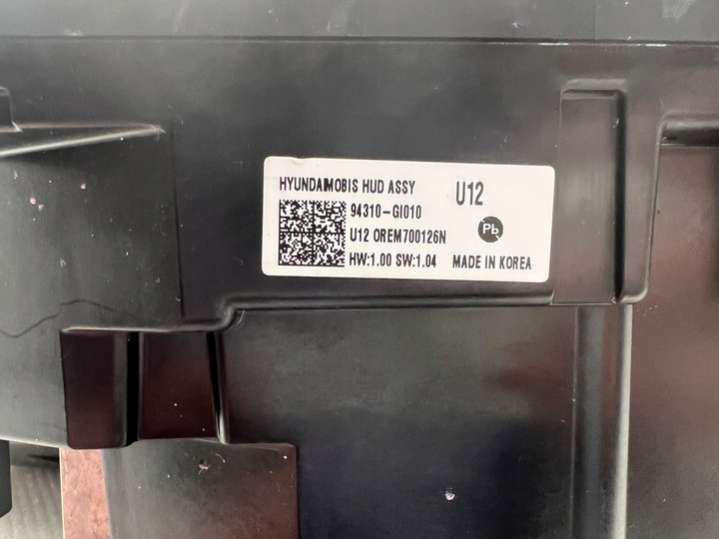 HYUNDAIMOBIS HUD ASSY
U12
94310-GI010
Pb
U12 OREM700126N
HW:1.00 SW:1.04 MADE IN KOREA